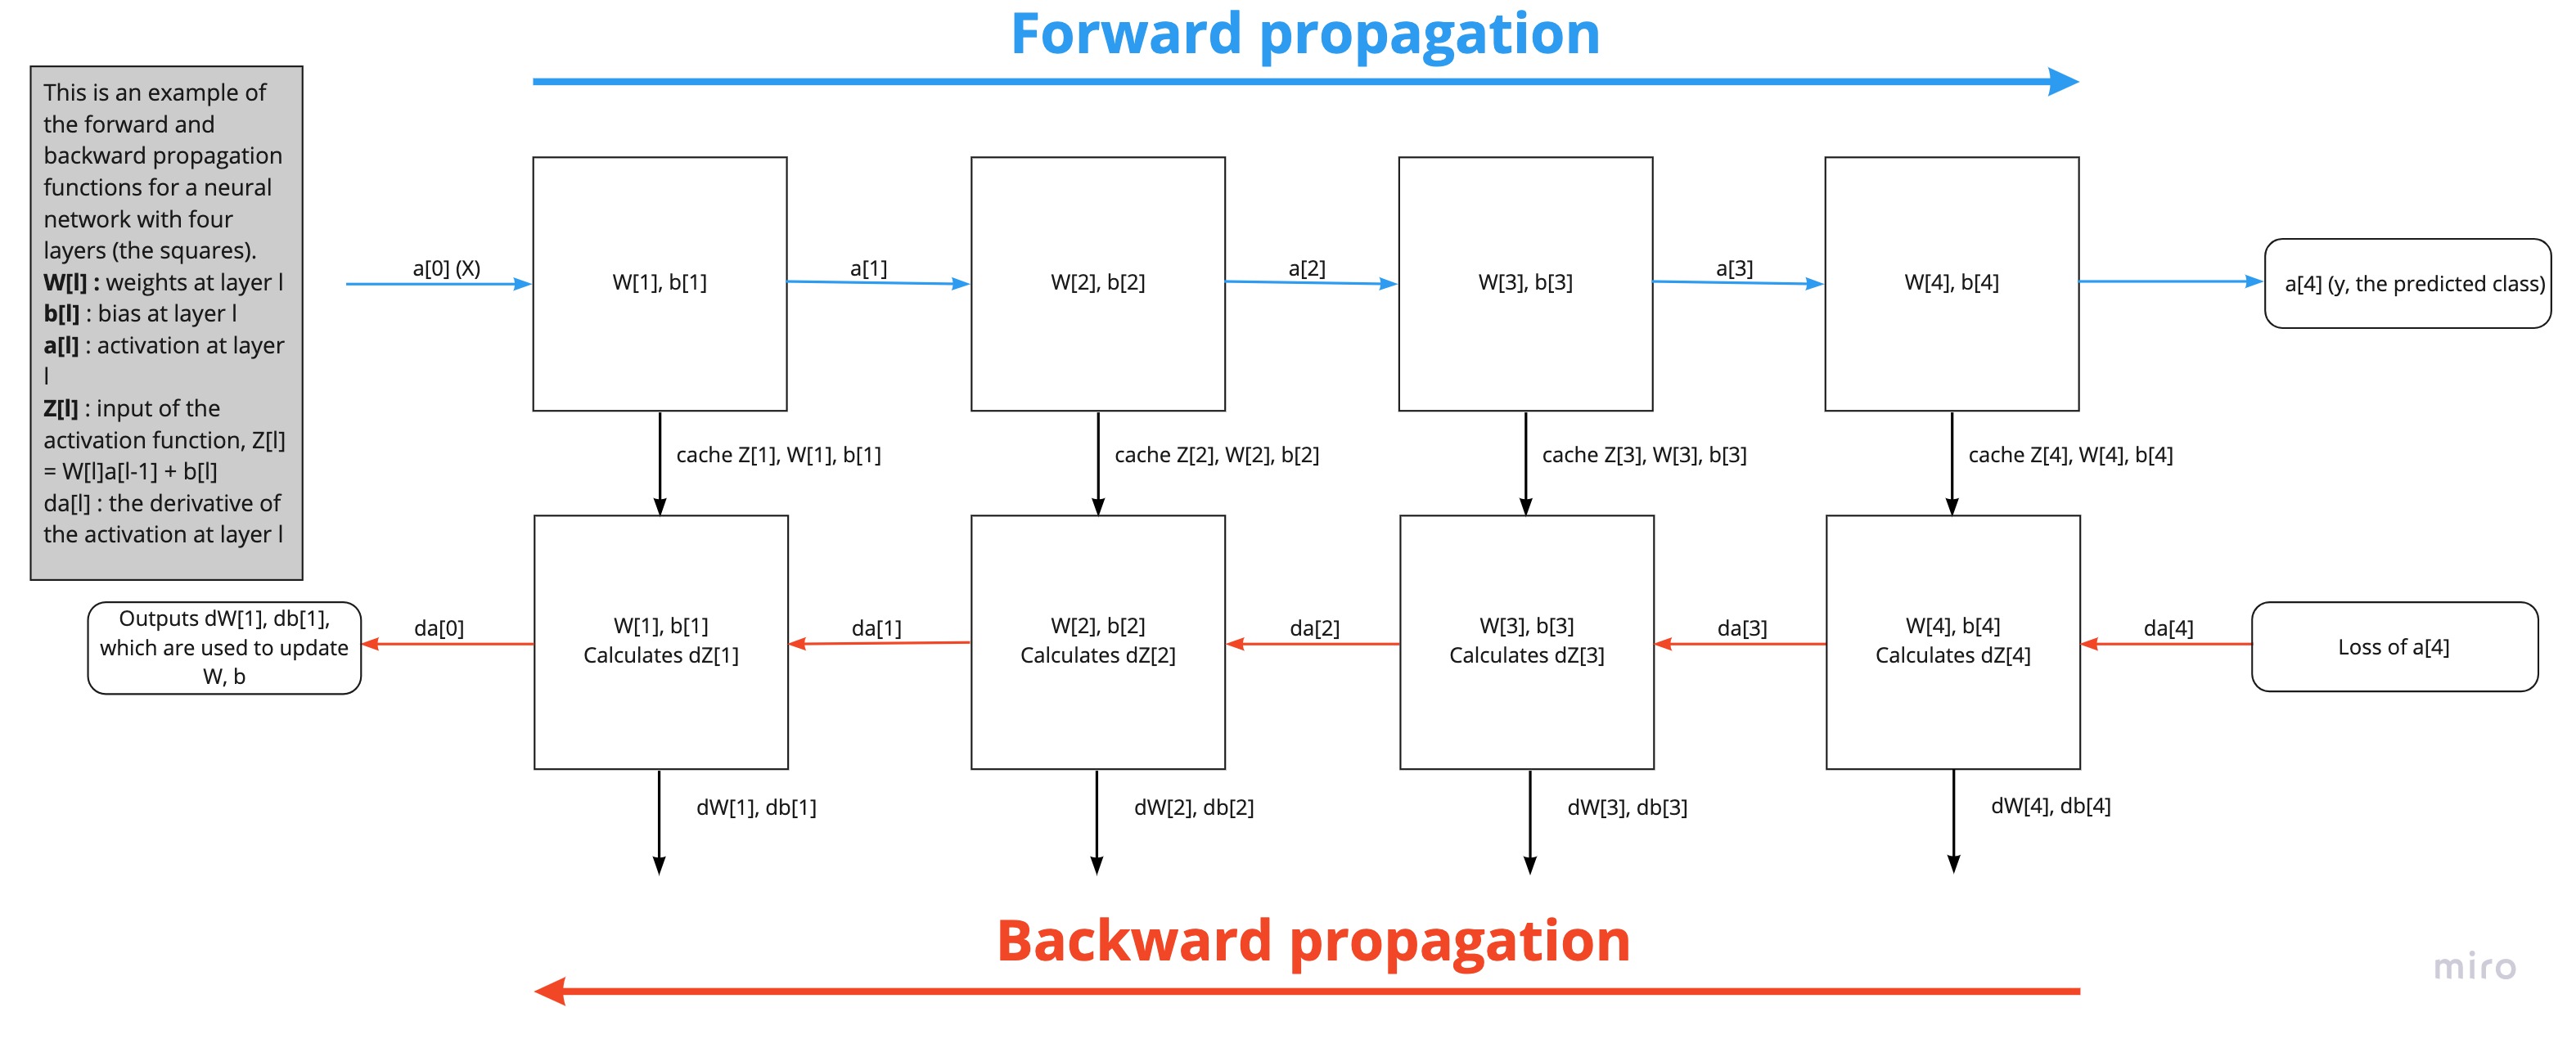 Forward propagation
This is an example of
the forward and
backward propagation
functions for a neural
network with four
layers (the squares).
W[l] : weights at layer l
b[l] : bias at layer l
a[l] : activation at layer
l
Z[l] : input of the
activation function, Z[l]
= W[l]a[l-1] + b[l]
da[l] : the derivative of
the activation at layer l
a[0] (X)
W[1], b[1]
a[1]
W[2], b[2]
a[2]
W[3], b[3]
a[3]
W[4], b[4]
a[4] (y, the predicted class)
cache Z[1], W[1], b[1]
cache Z[2], W[2], b[2]
cache Z[3], W[3], b[3]
cache Z[4], W[4], b[4]
Outputs dW[1], db[1],
which are used to update
W, b
da[0]
W[1], b[1]
Calculates dZ[1]
da[1]
W[2], b[2]
Calculates dZ[2]
da[2]
W[3], b[3]
Calculates dZ[3]
da[3]
W[4], b[4]
Calculates dZ[4]
da[4]
Loss of a[4]
dW[1], db[1]
dW[2], db[2]
dW[3], db[3]
dW[4], db[4]
Backward propagation
miro